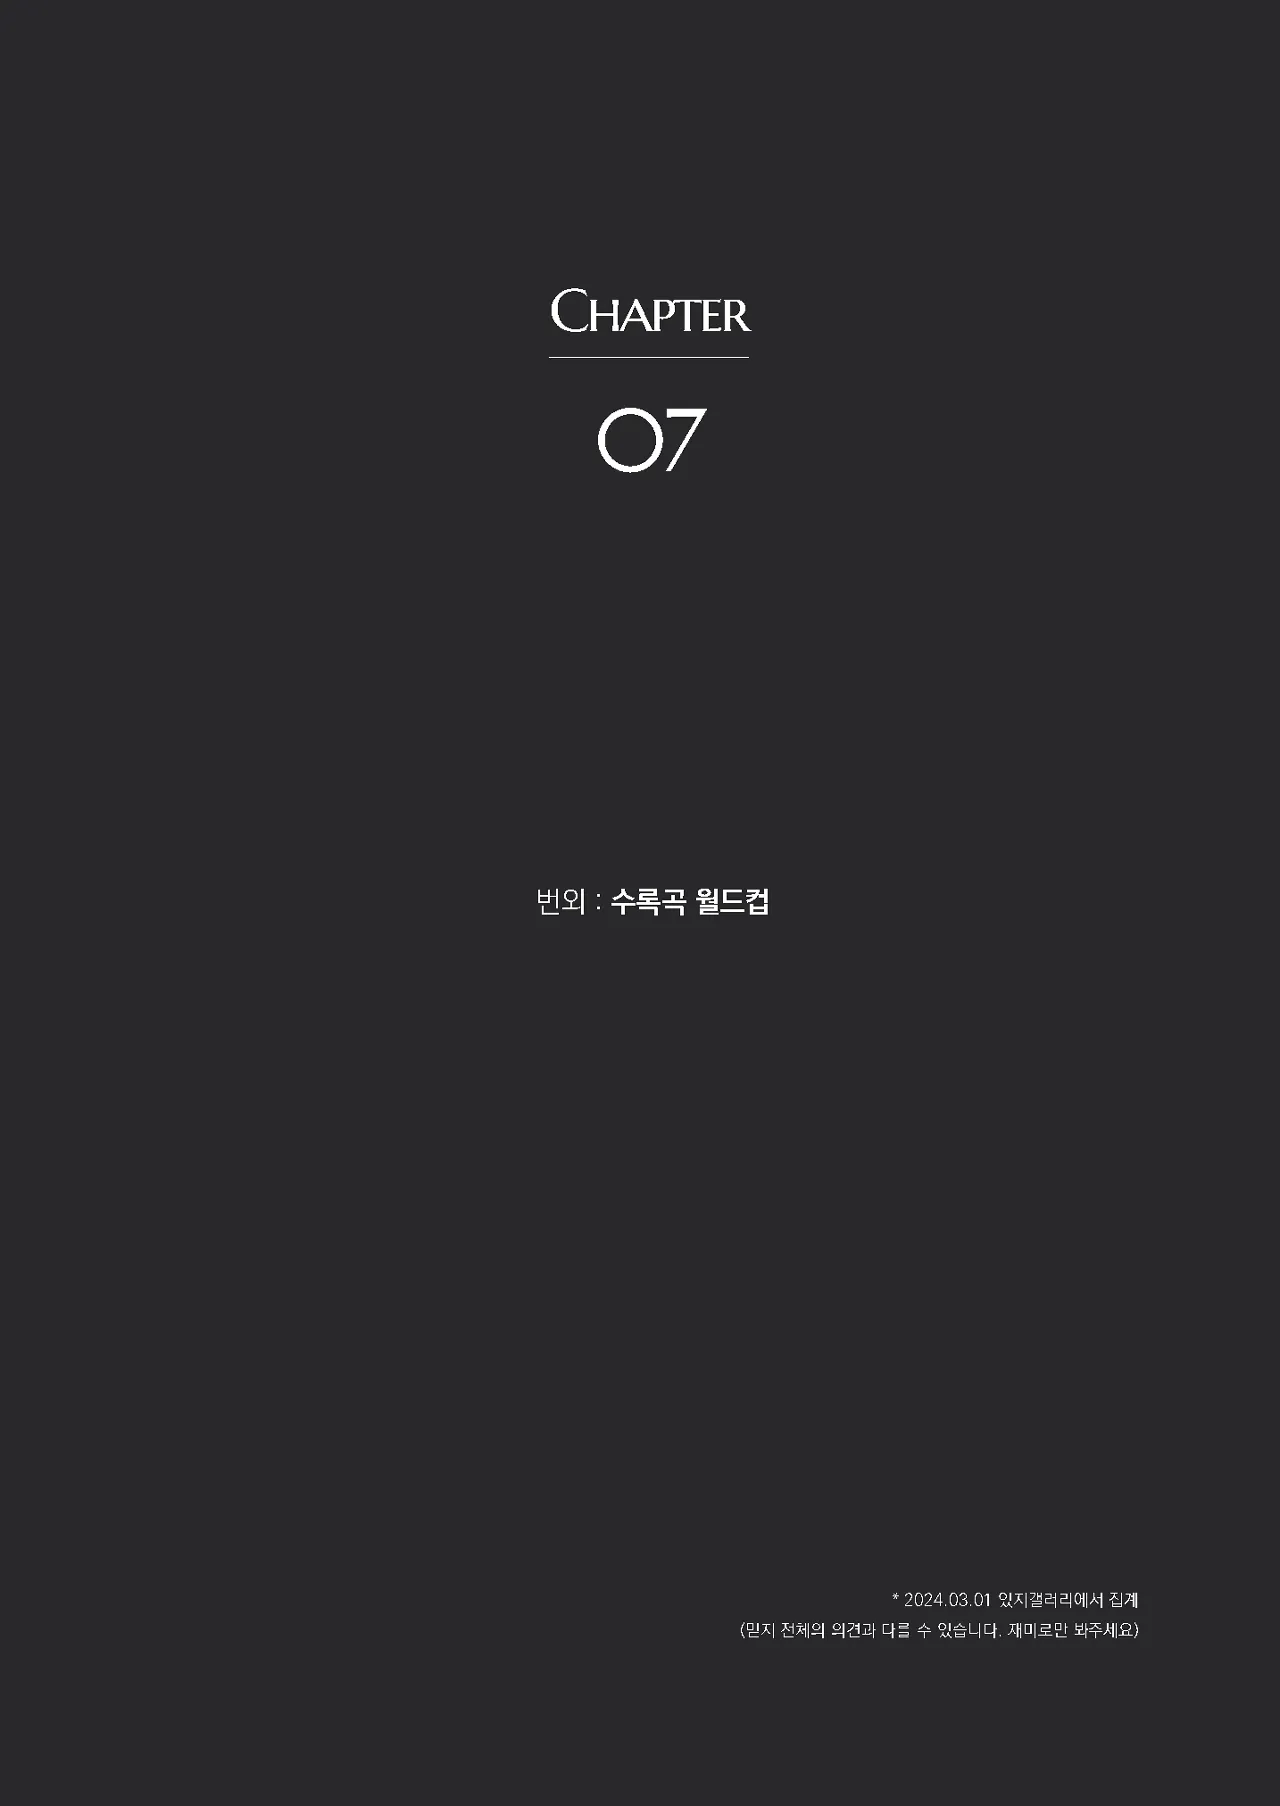 CHAPTER
07
번외 : 수록곡 월드컵
* 2024.03.01 있지갤러리에서 집계
(믿지 전체의 의견과 다를 수 있습니다. 재미로만 봐주세요)